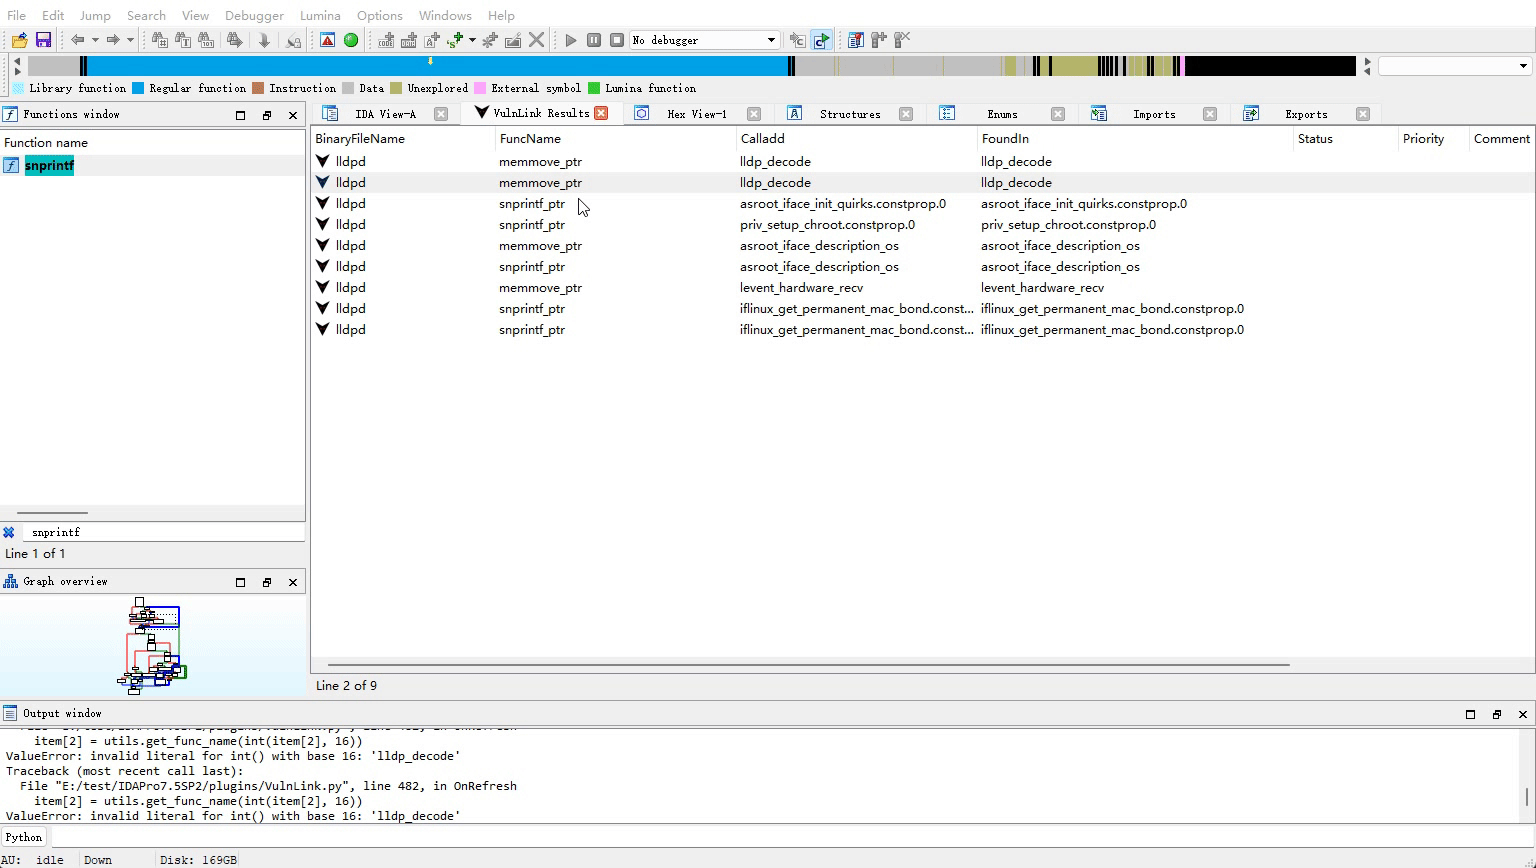 File Edit Jump Search View Debugger Lumina Options Windows Help
No debugger
Library function Regular function Instruction Data Unexplored External symbol Lumina function
Functions window
Function name
snprintf
snprintf
Line 1 of 1
Graph overview
IDA View-A VulnLink Results Hex View-1 Structures Enums Imports Exports
BinaryFileName FuncName Calladd FoundIn Status Priority Comment
lldpd memmove_ptr lldp_decode lldp_decode
lldpd memmove_ptr lldp_decode lldp_decode
lldpd snprintf_ptr asroot_iface_init_quirks.constprop.0 asroot_iface_init_quirks.constprop.0
lldpd snprintf_ptr priv_setup_chroot.constprop.0 priv_setup_chroot.constprop.0
lldpd memmove_ptr asroot_iface_description_os asroot_iface_description_os
lldpd snprintf_ptr asroot_iface_description_os asroot_iface_description_os
lldpd memmove_ptr levent_hardware_recv levent_hardware_recv
lldpd snprintf_ptr iflinux_get_permanent_mac_bond.const... iflinux_get_permanent_mac_bond.constprop.0
lldpd snprintf_ptr iflinux_get_permanent_mac_bond.const... iflinux_get_permanent_mac_bond.constprop.0
Line 2 of 9
Output window
item[2] = utils.get_func_name(int(item[2], 16))
ValueError: invalid literal for int() with base 16: 'lldp_decode'
Traceback (most recent call last):
File "E:/test/IDAPro7.5SP2/plugins/VulnLink.py", line 482, in OnRefresh
item[2] = utils.get_func_name(int(item[2], 16))
ValueError: invalid literal for int() with base 16: 'lldp_decode'
Python
AU: idle Down Disk: 169GB